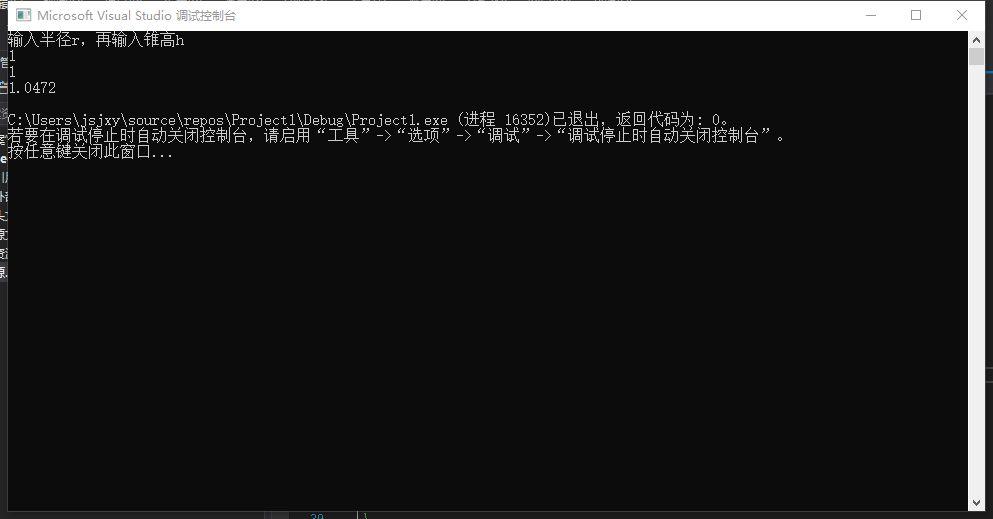 Microsoft Visual Studio 调试控制台
输入半径r，再输入锥高h
1
1
1.0472
C:\Users\jsjxy\source\repos\Project1\Debug\Project1.exe (进程 16352)已退出，返回代码为: 0。
若要在调试停止时自动关闭控制台，请启用“工具”->“选项”->“调试”->“调试停止时自动关闭控制台”。
按任意键关闭此窗口...